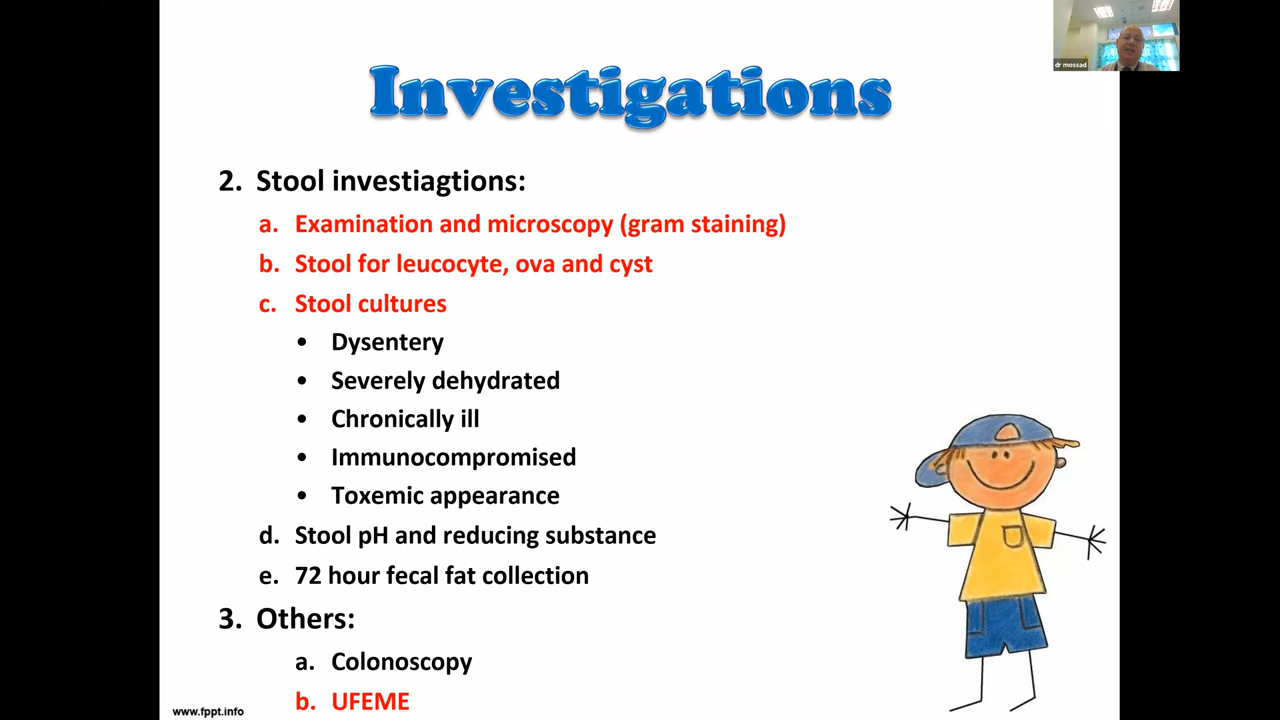 dr mossad
Investigations
2. Stool investiagtions:
a. Examination and microscopy (gram staining)
b. Stool for leucocyte, ova and cyst
c. Stool cultures
• Dysentery
• Severely dehydrated
• Chronically ill
• Immunocompromised
• Toxemic appearance
d. Stool pH and reducing substance
e. 72 hour fecal fat collection
3. Others:
a. Colonoscopy
b. UFEME
www.fppt.info